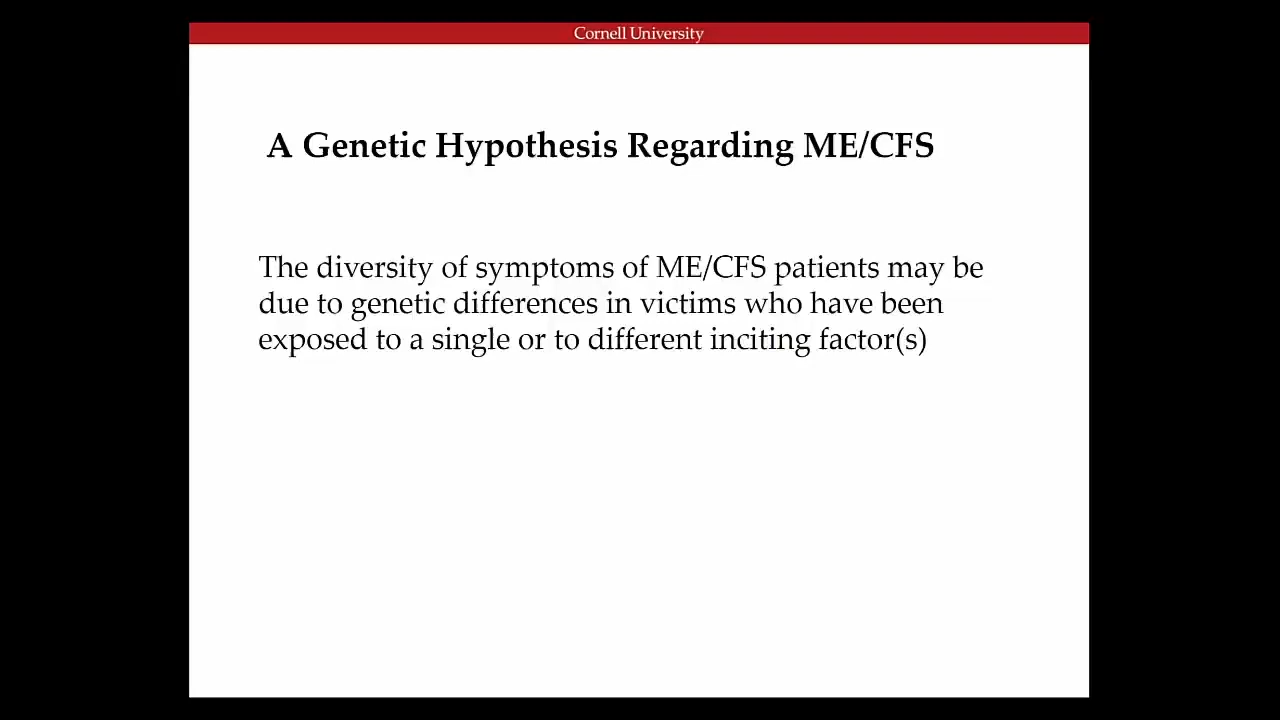 Cornell University
A Genetic Hypothesis Regarding ME/CFS
The diversity of symptoms of ME/CFS patients may be
due to genetic differences in victims who have been
exposed to a single or to different inciting factor(s)